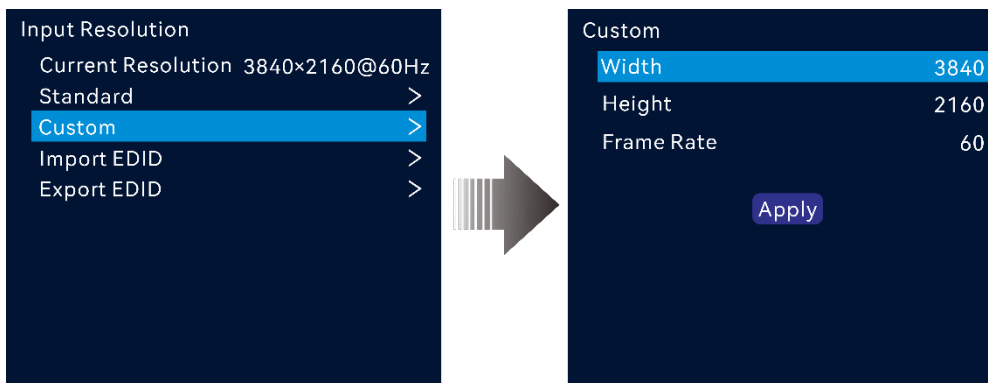 Input Resolution
Current Resolution 3840×2160@60Hz
Standard >
Custom >
Import EDID >
Export EDID >
Custom
Width 3840
Height 2160
Frame Rate 60
Apply